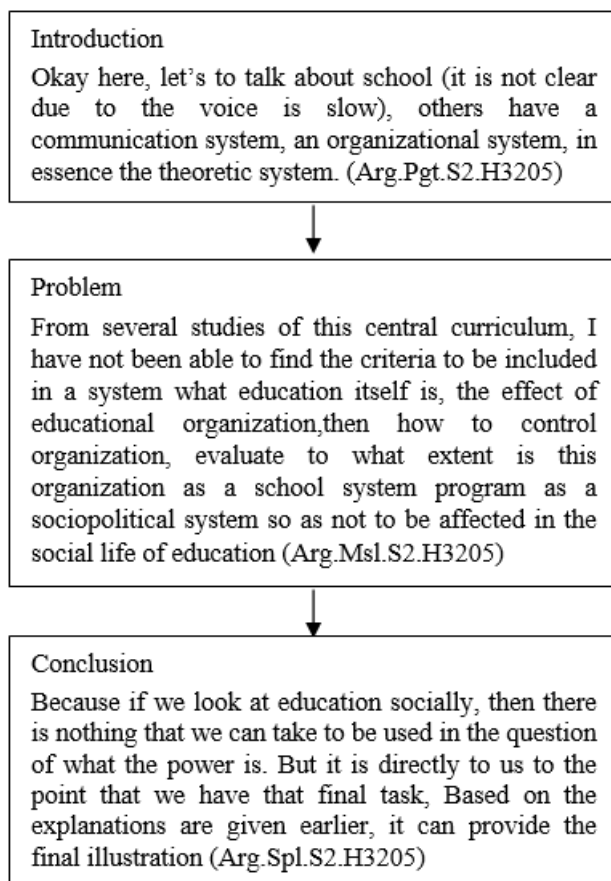 Introduction
Okay here, let's to talk about school (it is not clear
due to the voice is slow), others have a
communication system, an organizational system, in
essence the theoretic system. (Arg.Pgt.S2.H3205)
Problem
From several studies of this central curriculum, I
have not been able to find the criteria to be included
in a system what education itself is, the effect of
educational organization,then how to control
organization, evaluate to what extent is this
organization as a school system program as a
sociopolitical system so as not to be affected in the
social life of education (Arg.Msl.S2.H3205)
Conclusion
Because if we look at education socially, then there
is nothing that we can take to be used in the question
of what the power is. But it is directly to us to the
point that we have that final task, Based on the
explanations are given earlier, it can provide the
final illustration (Arg.Spl.S2.H3205)